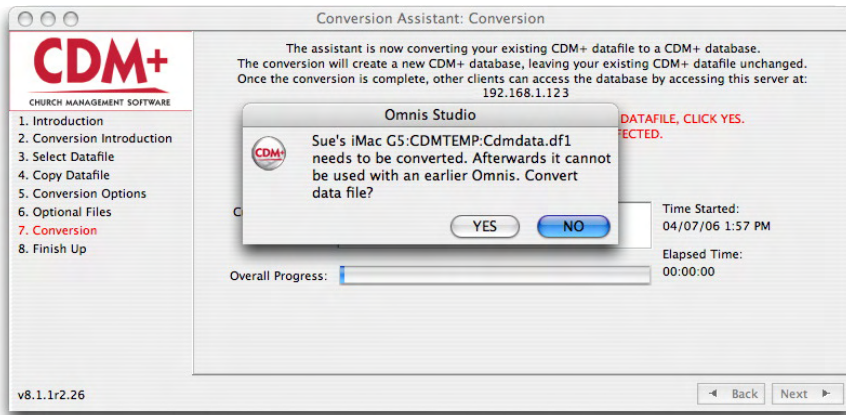 Conversion Assistant: Conversion
CDM+
CHURCH MANAGEMENT SOFTWARE
1. Introduction
2. Conversion Introduction
3. Select Datafile
4. Copy Datafile
5. Conversion Options
6. Optional Files
7. Conversion
8. Finish Up
v8.1.1r2.26
The assistant is now converting your existing CDM+ datafile to a CDM+ database.
The conversion will create a new CDM+ database, leaving your existing CDM+ datafile unchanged.
Once the conversion is complete, other clients can access the database by accessing this server at:
192.168.1.123
DATAFILE, CLICK YES.
Omnis Studio
CDM+
Sue's iMac G5:CDMTEMP:Cdmdata.df1
needs to be converted. Afterwards it cannot
be used with an earlier Omnis. Convert
data file?
YES NO
Time Started:
04/07/06 1:57 PM
Elapsed Time:
00:00:00
Overall Progress:
Back Next